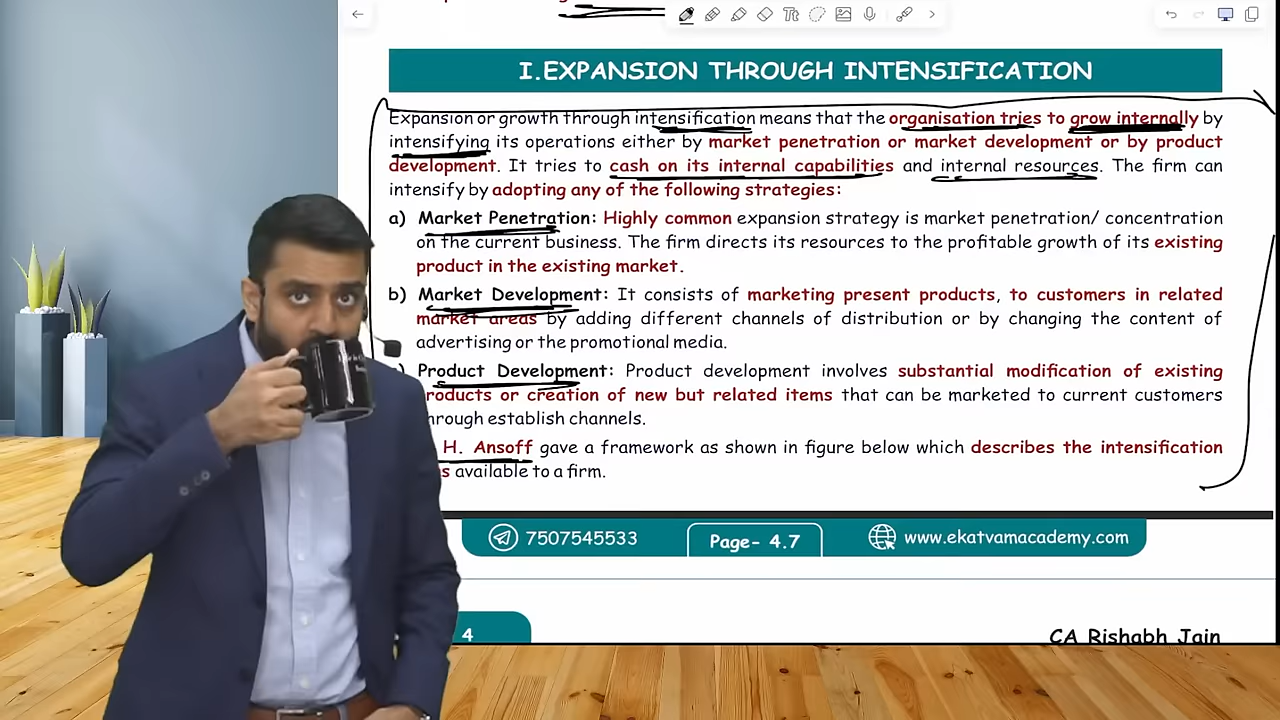 I.EXPANSION THROUGH INTENSIFICATION
Expansion or growth through intensification means that the organisation tries to grow internally by
intensifying its operations either by market penetration or market development or by product
development. It tries to cash on its internal capabilities and internal resources. The firm can
intensify by adopting any of the following strategies:
a) Market Penetration: Highly common expansion strategy is market penetration/ concentration
on the current business. The firm directs its resources to the profitable growth of its existing
product in the existing market.
b) Market Development: It consists of marketing present products, to customers in related
market areas by adding different channels of distribution or by changing the content of
advertising or the promotional media.
Product Development: Product development involves substantial modification of existing
products or creation of new but related items that can be marketed to current customers
through establish channels.
H. Ansoff gave a framework as shown in figure below which describes the intensification
available to a firm.
7507545533
Page- 4.7
www.ekatvamacademy.com
4
CA Rishabh Jain